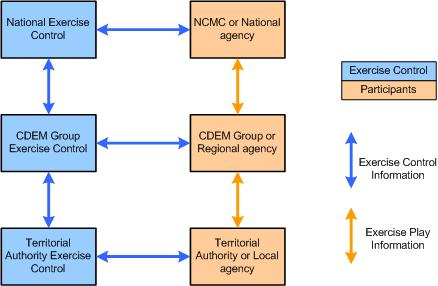 National Exercise
Control
NCMC or National
agency
CDEM Group
Exercise Control
CDEM Group or
Regional agency
Territorial
Authority Exercise
Control
Territorial
Authority or Local
agency
Exercise Control
Participants
Exercise Control
Information
Exercise Play
Information